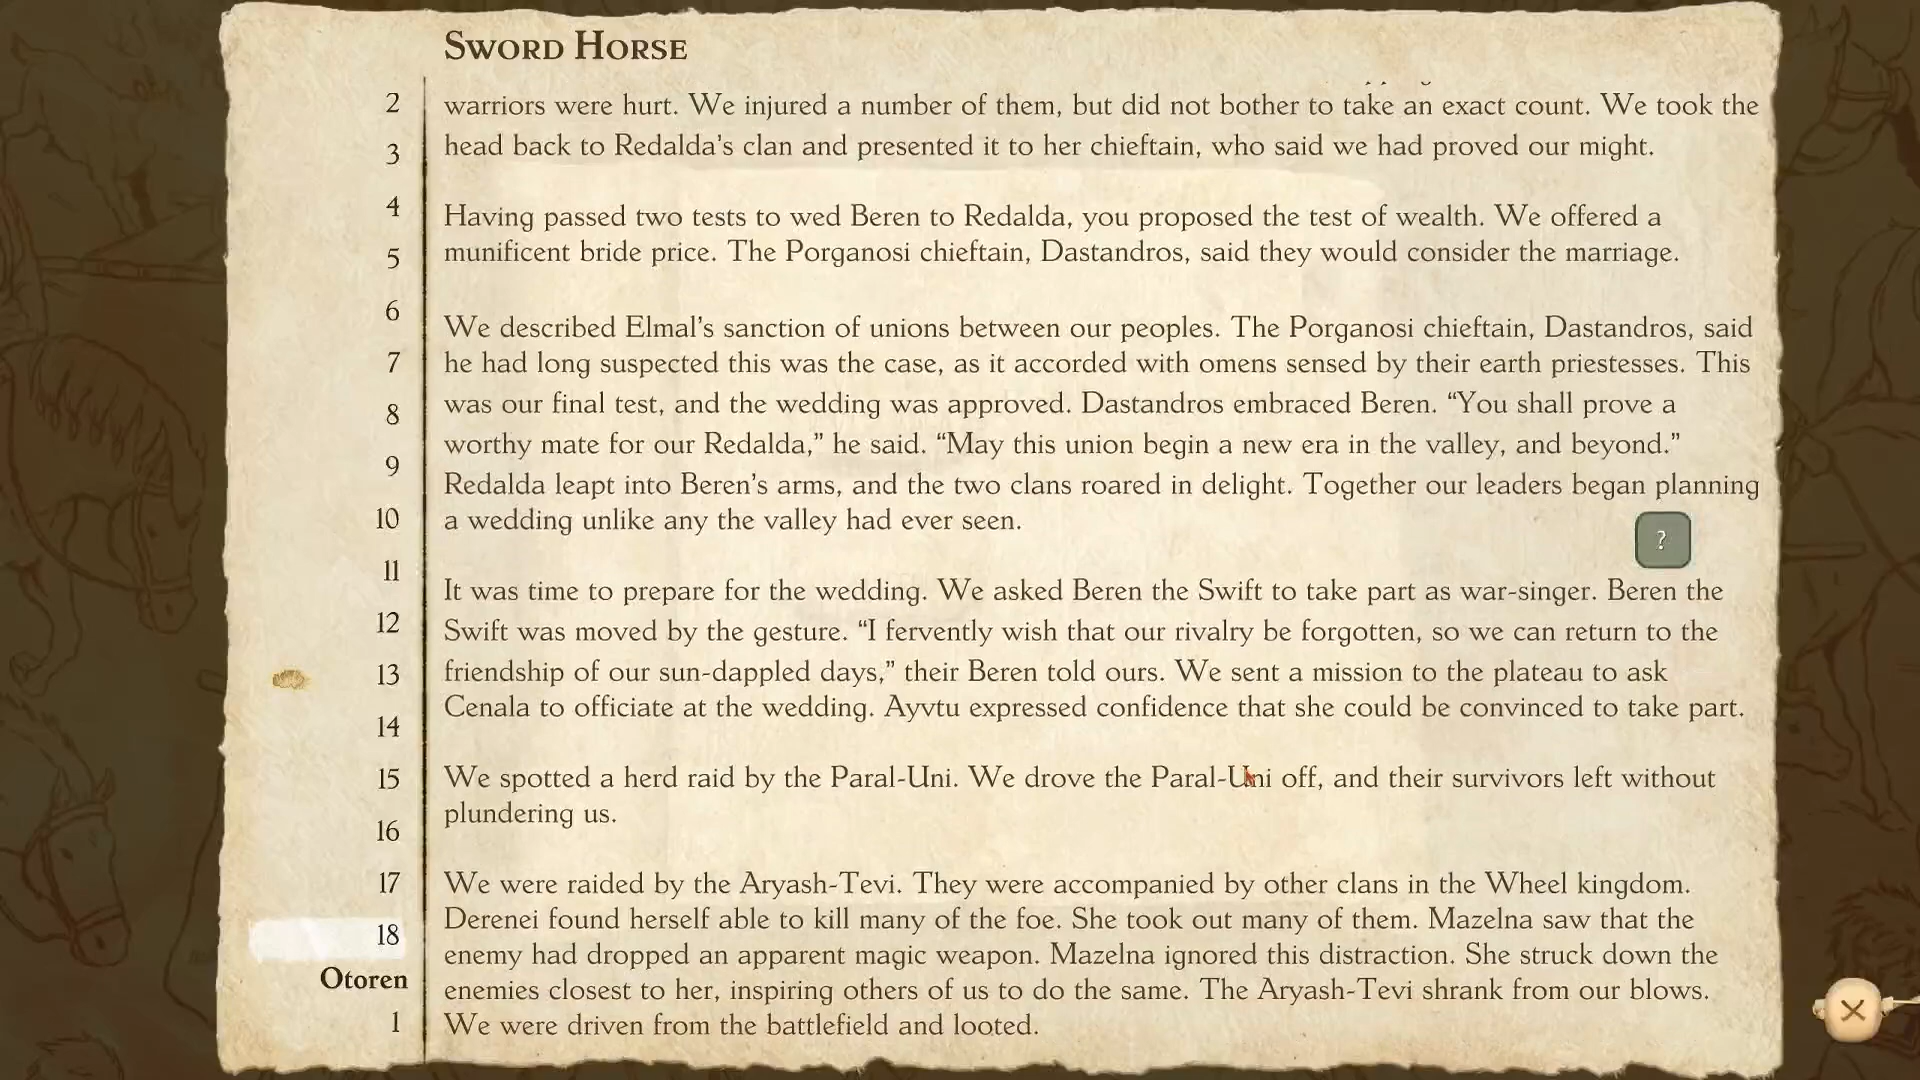 SWORD HORSE
2
3
4
5
6
7
8
9
10
11
12
13
14
15
16
17
18
Otoren
1
warriors were hurt. We injured a number of them, but did not bother to take an exact count. We took the
head back to Redalda's clan and presented it to her chieftain, who said we had proved our might.
Having passed two tests to wed Beren to Redalda, you proposed the test of wealth. We offered a
munificent bride price. The Porganosi chieftain, Dastandros, said they would consider the marriage.
We described Elmal's sanction of unions between our peoples. The Porganosi chieftain, Dastandros, said
he had long suspected this was the case, as it accorded with omens sensed by their earth priestesses. This
was our final test, and the wedding was approved. Dastandros embraced Beren. “You shall prove a
worthy mate for our Redalda,” he said. “May this union begin a new era in the valley, and beyond.”
Redalda leapt into Beren's arms, and the two clans roared in delight. Together our leaders began planning
a wedding unlike any the valley had ever seen.
?
It was time to prepare for the wedding. We asked Beren the Swift to take part as war-singer. Beren the
Swift was moved by the gesture. “I fervently wish that our rivalry be forgotten, so we can return to the
friendship of our sun-dappled days,” their Beren told ours. We sent a mission to the plateau to ask
Cenala to officiate at the wedding. Ayvtu expressed confidence that she could be convinced to take part.
We spotted a herd raid by the Paral-Uni. We drove the Paral-Uni off, and their survivors left without
plundering us.
We were raided by the Aryash-Tevi. They were accompanied by other clans in the Wheel kingdom.
Derenei found herself able to kill many of the foe. She took out many of them. Mazelna saw that the
enemy had dropped an apparent magic weapon. Mazelna ignored this distraction. She struck down the
enemies closest to her, inspiring others of us to do the same. The Aryash-Tevi shrank from our blows.
We were driven from the battlefield and looted.